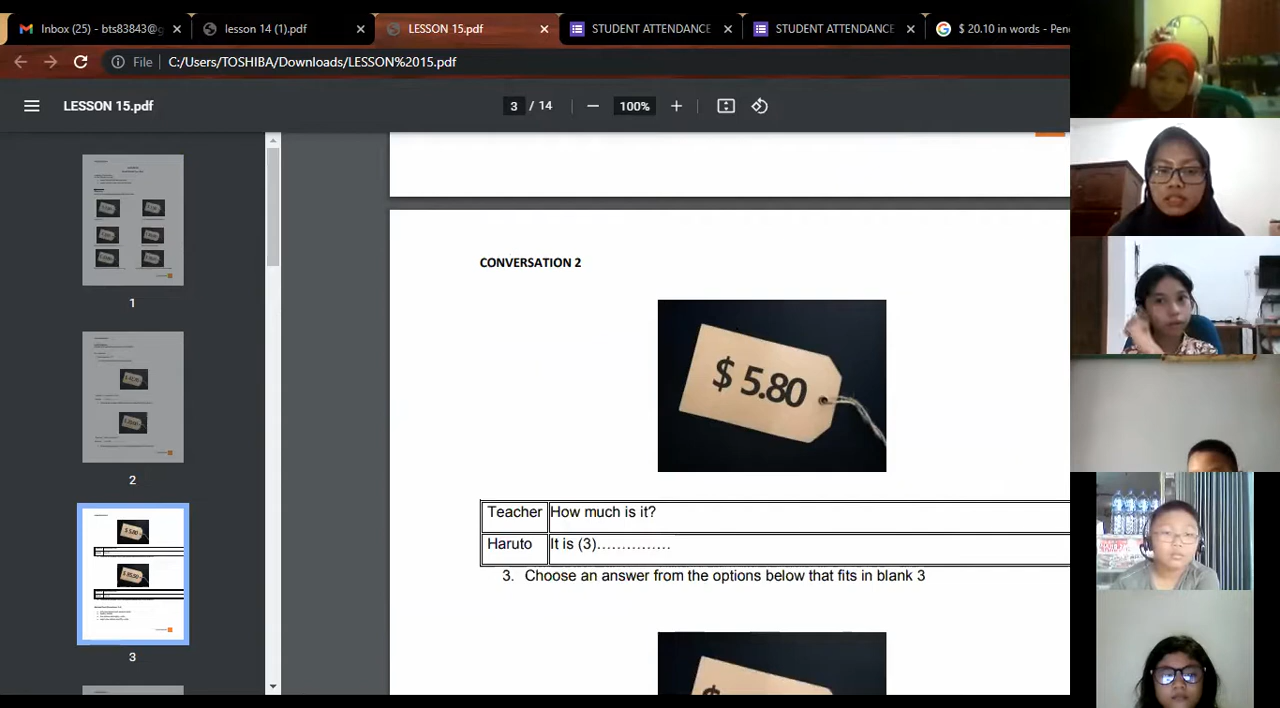 Inbox (25) - bts83843@g
lesson 14 (1).pdf
LESSON 15.pdf
STUDENT ATTENDANCE
STUDENT ATTENDANCE
$ 20.10 in words - Pen
File
C:/Users/TOSHIBA/Downloads/LESSON%2015.pdf
LESSON 15.pdf
3 / 14
100%
1
2
3
CONVERSATION 2
$ 5.80
Teacher How much is it?
Haruto It is (3)……………
3. Choose an answer from the options below that fits in blank 3